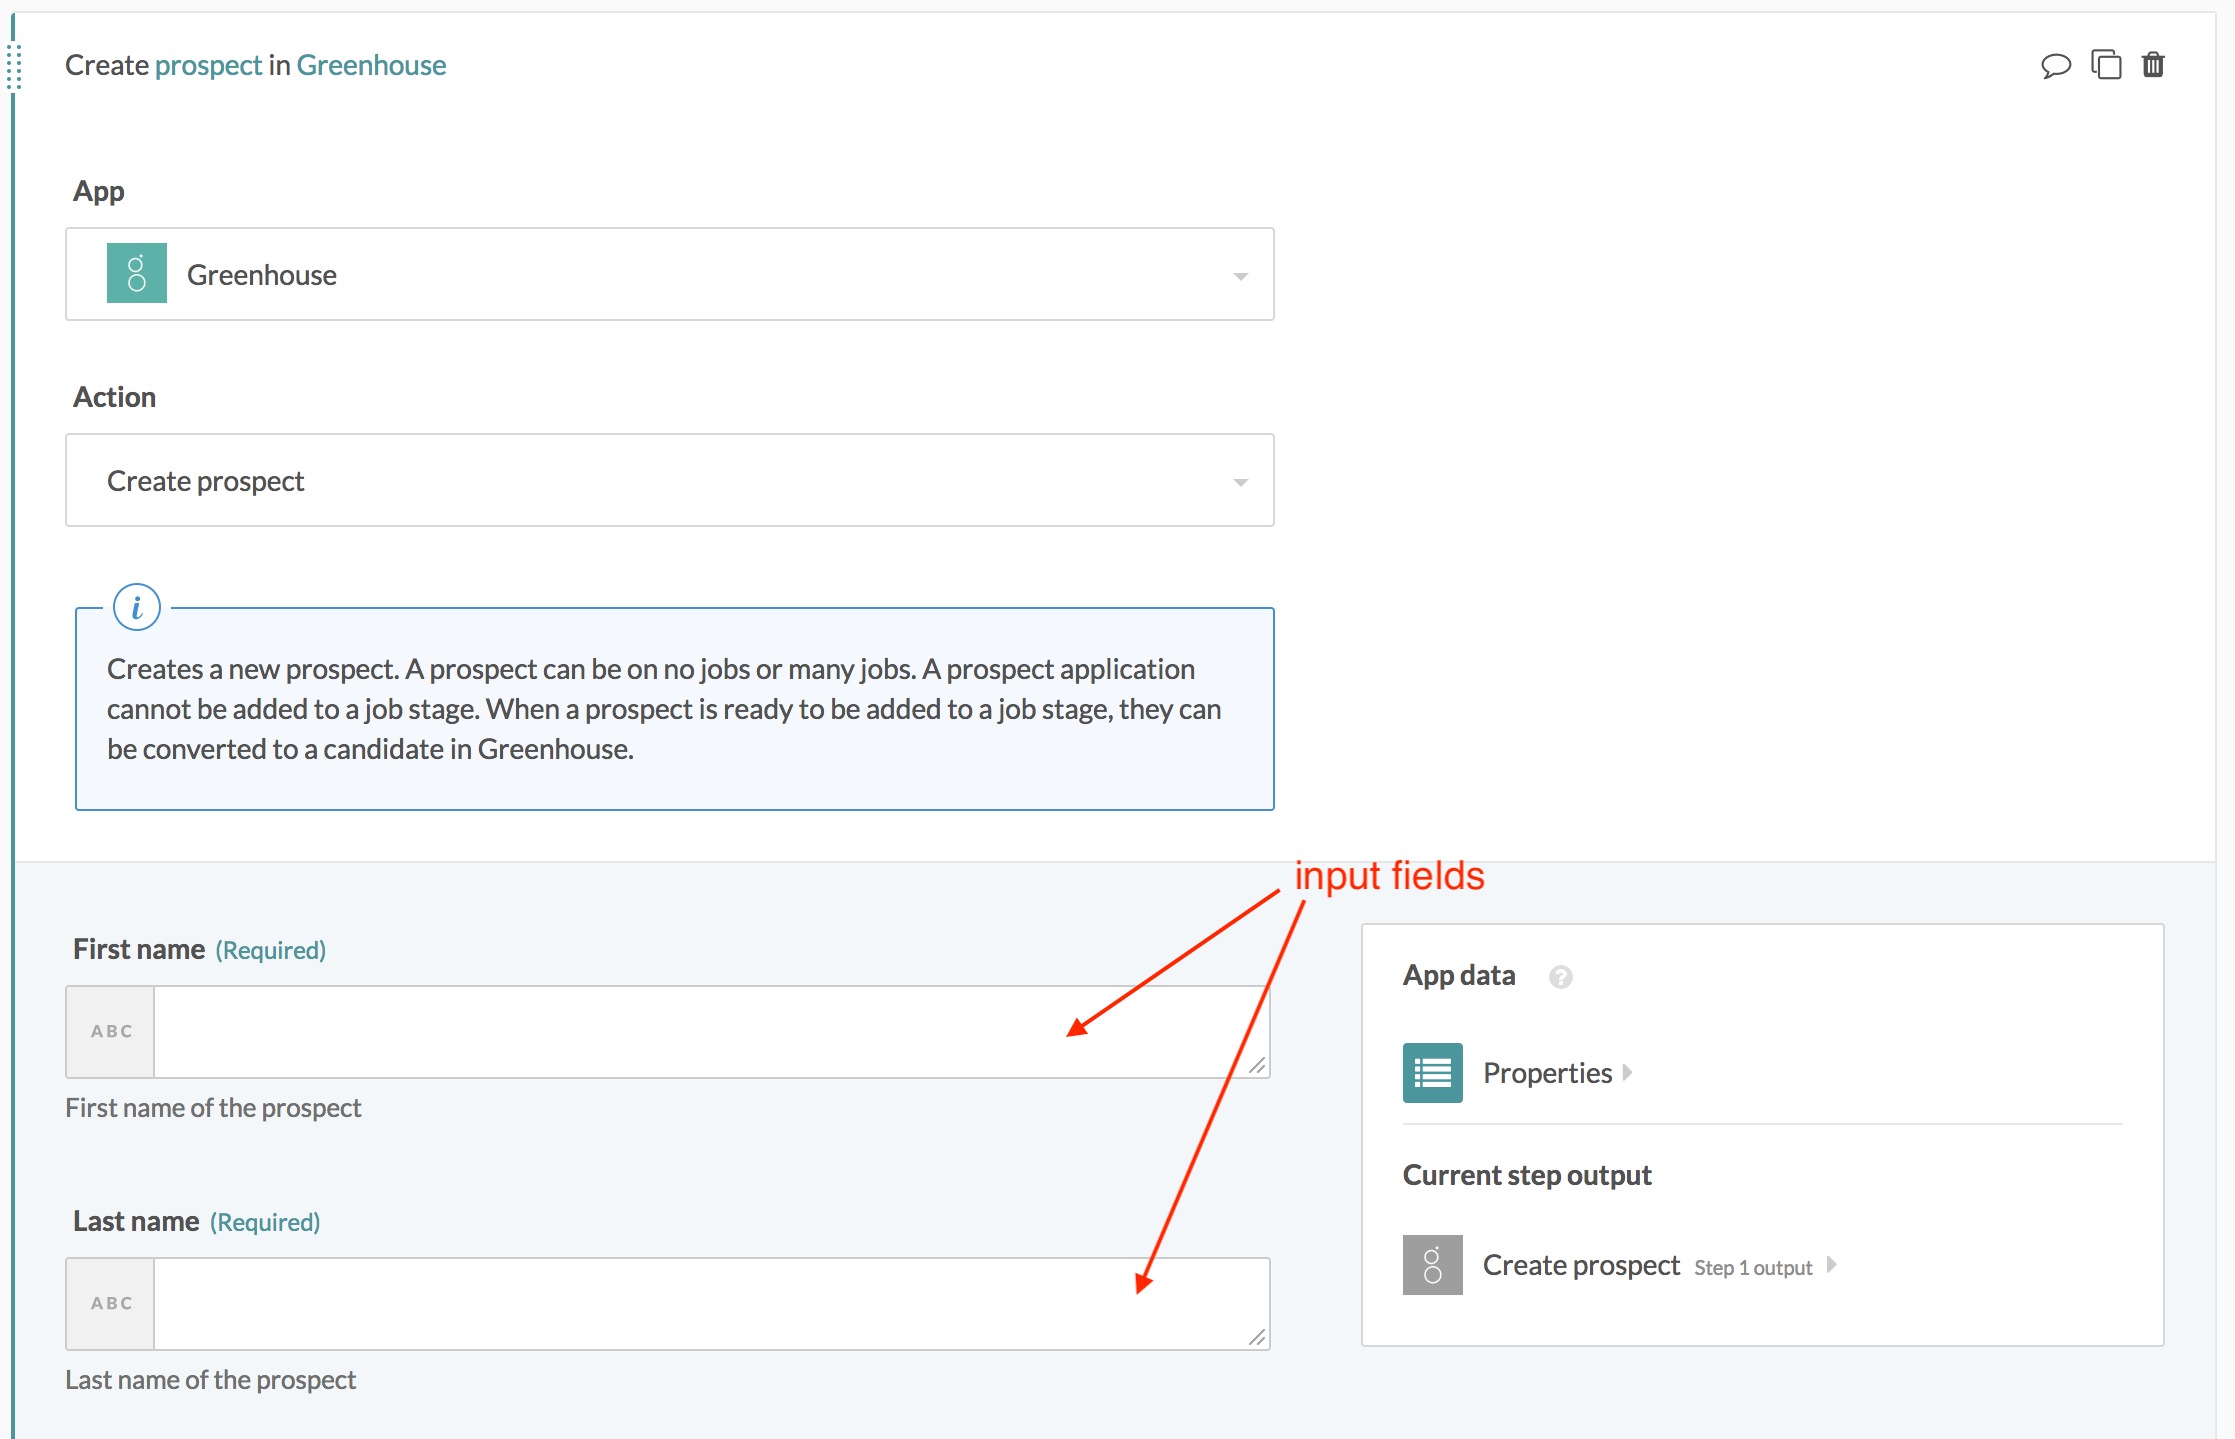 Create prospect in Greenhouse
App
Greenhouse
Action
Create prospect
i
Creates a new prospect. A prospect can be on no jobs or many jobs. A prospect application
cannot be added to a job stage. When a prospect is ready to be added to a job stage, they can
be converted to a candidate in Greenhouse.
input fields
First name (Required)
ABC
First name of the prospect
Last name (Required)
ABC
Last name of the prospect
App data ?
Properties
Current step output
Create prospect Step 1 output